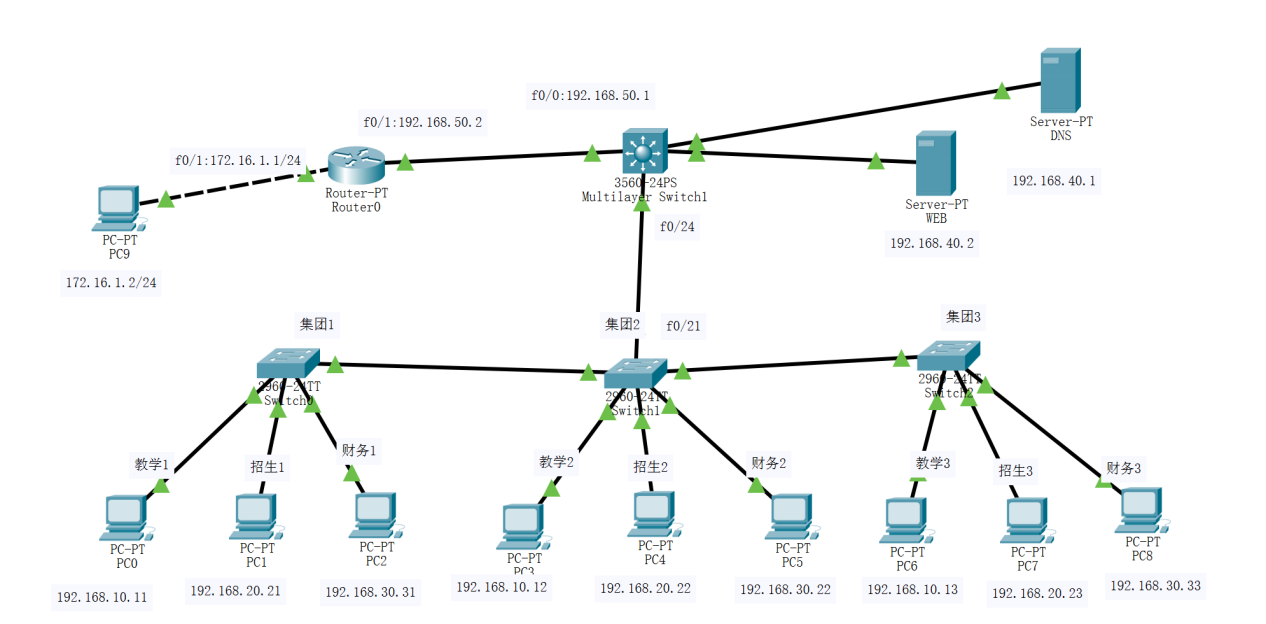 Server-PT
DNS
192.168.40.1
f0/0:192.168.50.1
f0/1:192.168.50.2
f0/1:172.16.1.1/24
3560-24PS
Multilayer Switch1
Router-PT
Router0
Server-PT
WEB
192.168.40.2
f0/24
PC-PT
PC9
172.16.1.2/24
集团1
集团2
f0/21
集团3
2960-24TT
Switch0
2960-24TT
Switch1
2960-24TT
Switch2
教学1
招生1
财务1
教学2
招生2
财务2
教学3
招生3
财务3
PC-PT
PC0
PC-PT
PC1
PC-PT
PC2
PC-PT
PC3
PC-PT
PC4
PC-PT
PC5
PC-PT
PC6
PC-PT
PC7
PC-PT
PC8
192.168.10.11
192.168.20.21
192.168.30.31
192.168.10.12
192.168.20.22
192.168.30.22
192.168.10.13
192.168.20.23
192.168.30.33